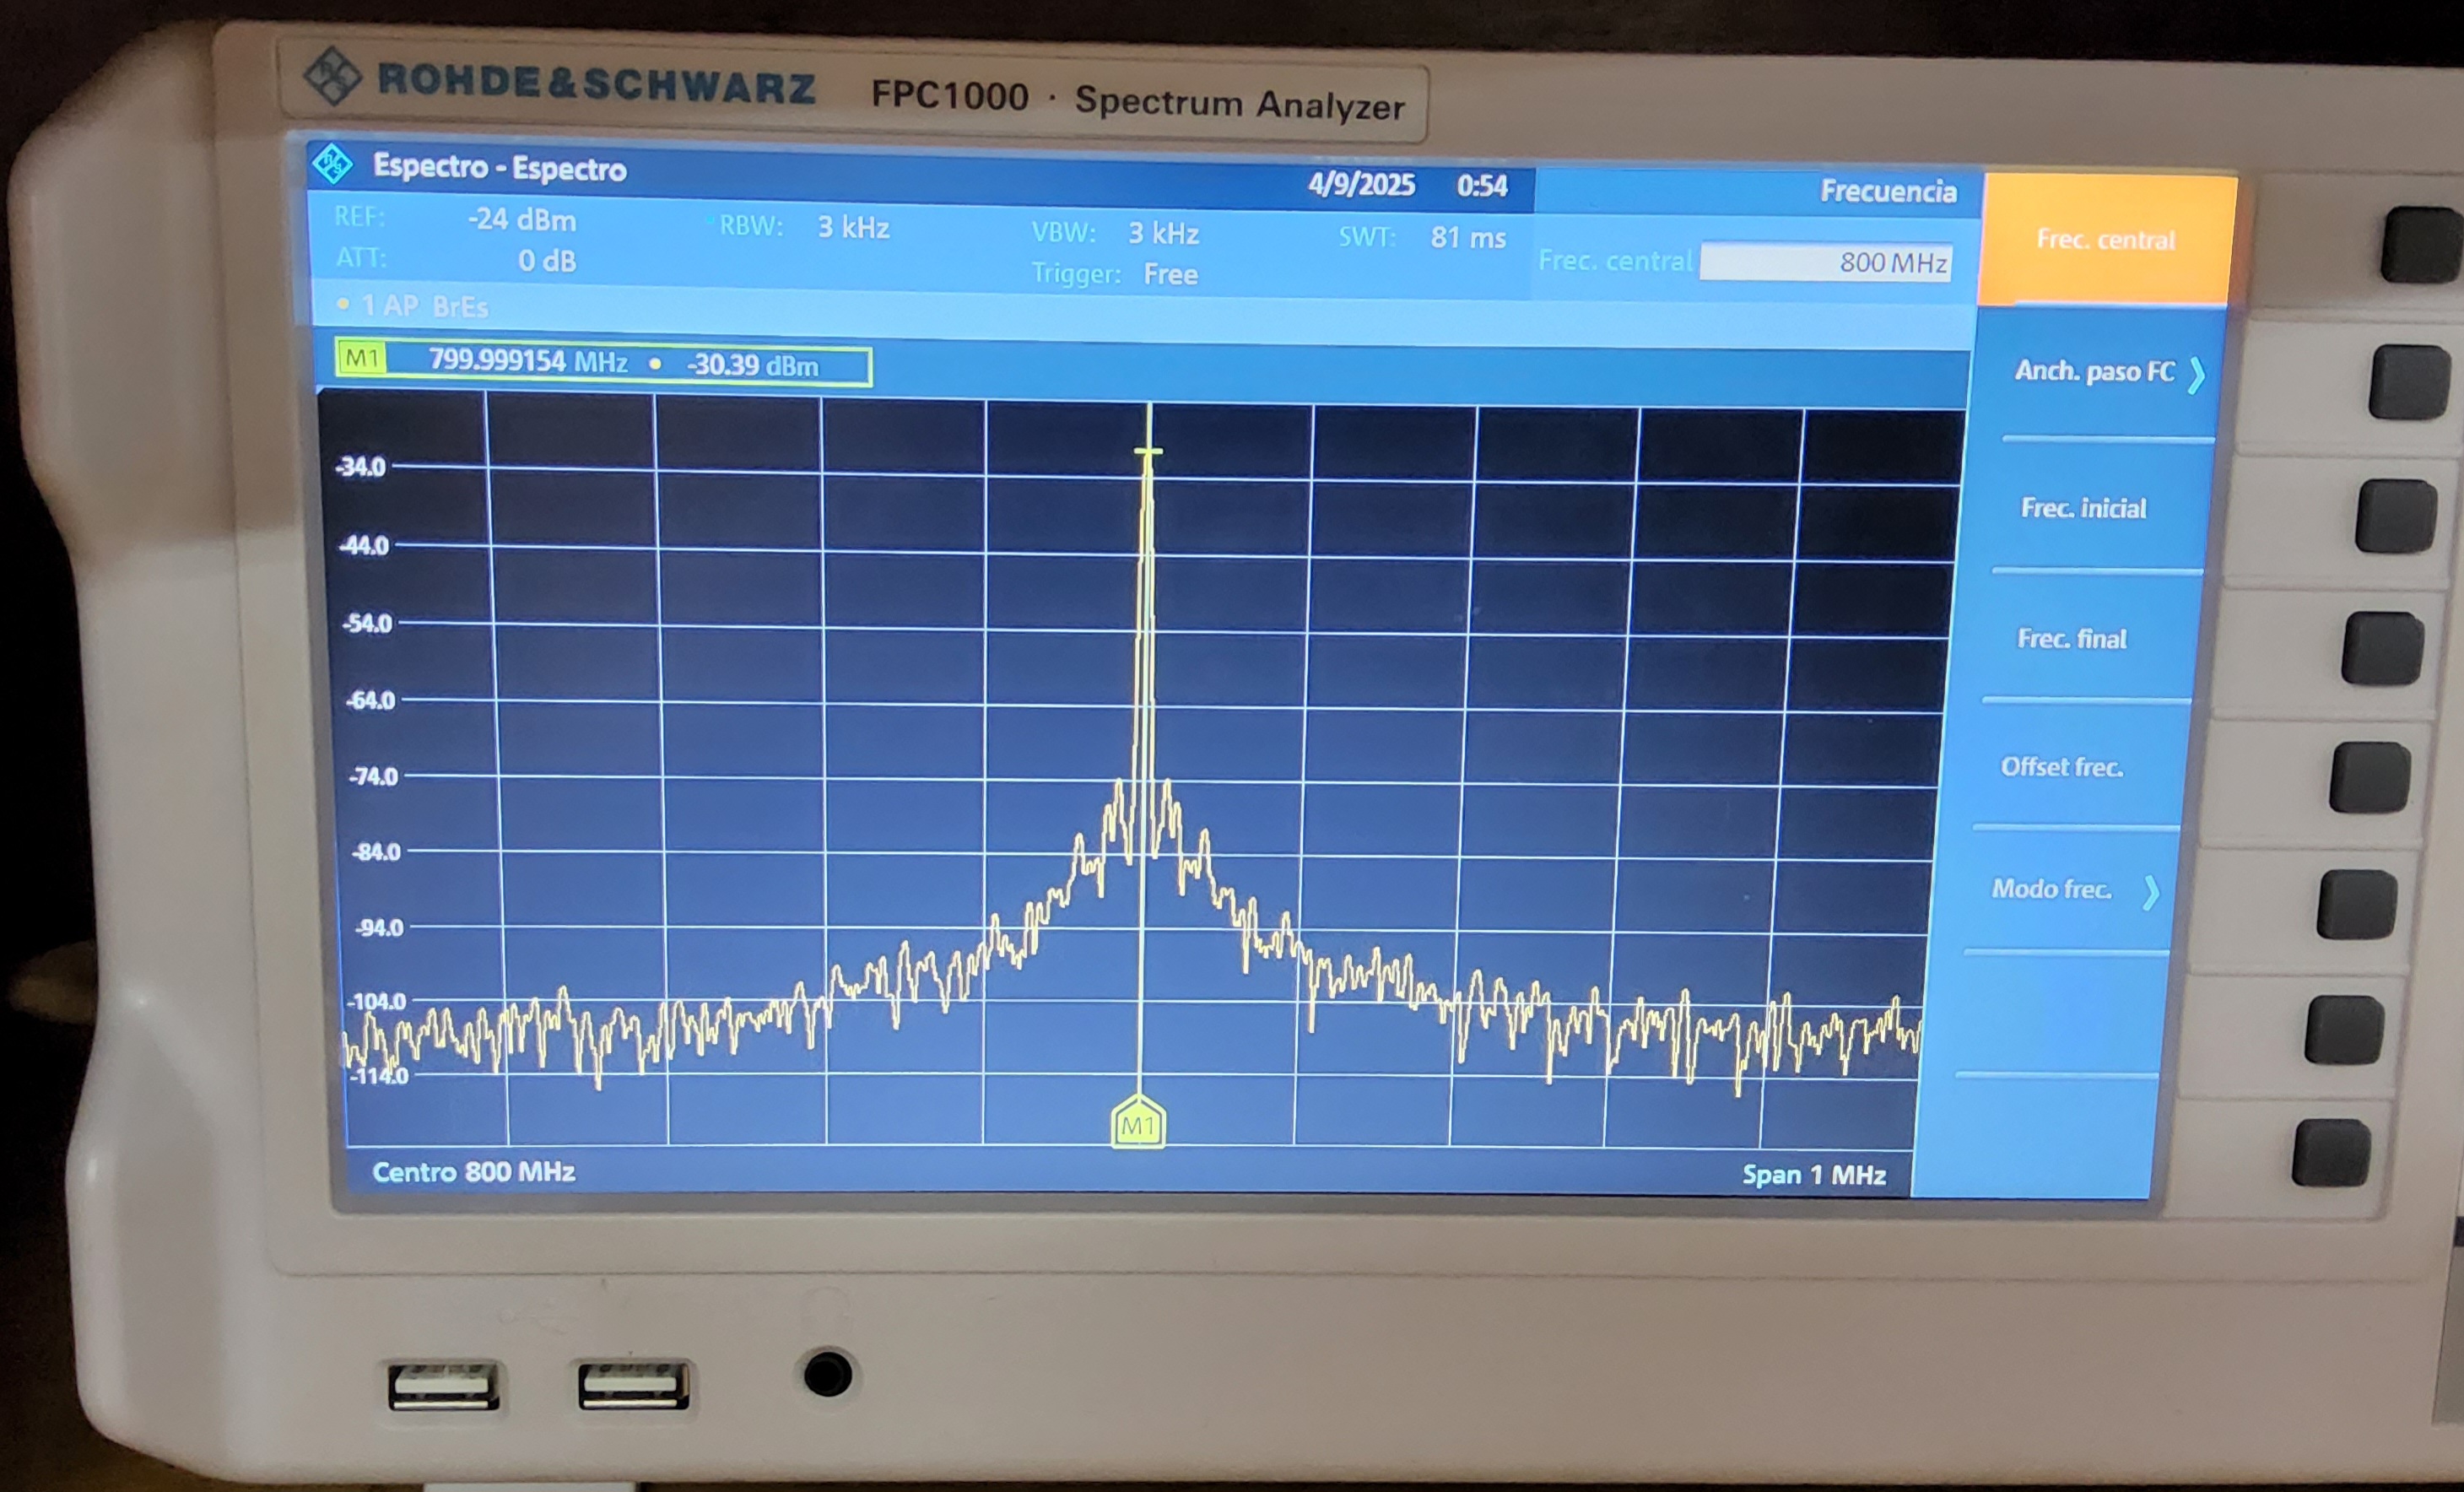 ROHDE&SCHWARZ FPC1000 · Spectrum Analyzer
Espectro - Espectro 4/9/2025 0:54 Frecuencia
REF: -24 dBm RBW: 3 kHz VBW: 3 kHz SWT: 81 ms
ATT: 0 dB Trigger: Free
Frec. central 800 MHz
1 AP BrEs
M1 799.999154 MHz • -30.39 dBm
-34.0
-44.0
-54.0
-64.0
-74.0
-84.0
-94.0
-104.0
-114.0
M1
Centro 800 MHz Span 1 MHz
Frec. central
Anch. paso FC
Frec. inicial
Frec. final
Offset frec.
Modo frec.